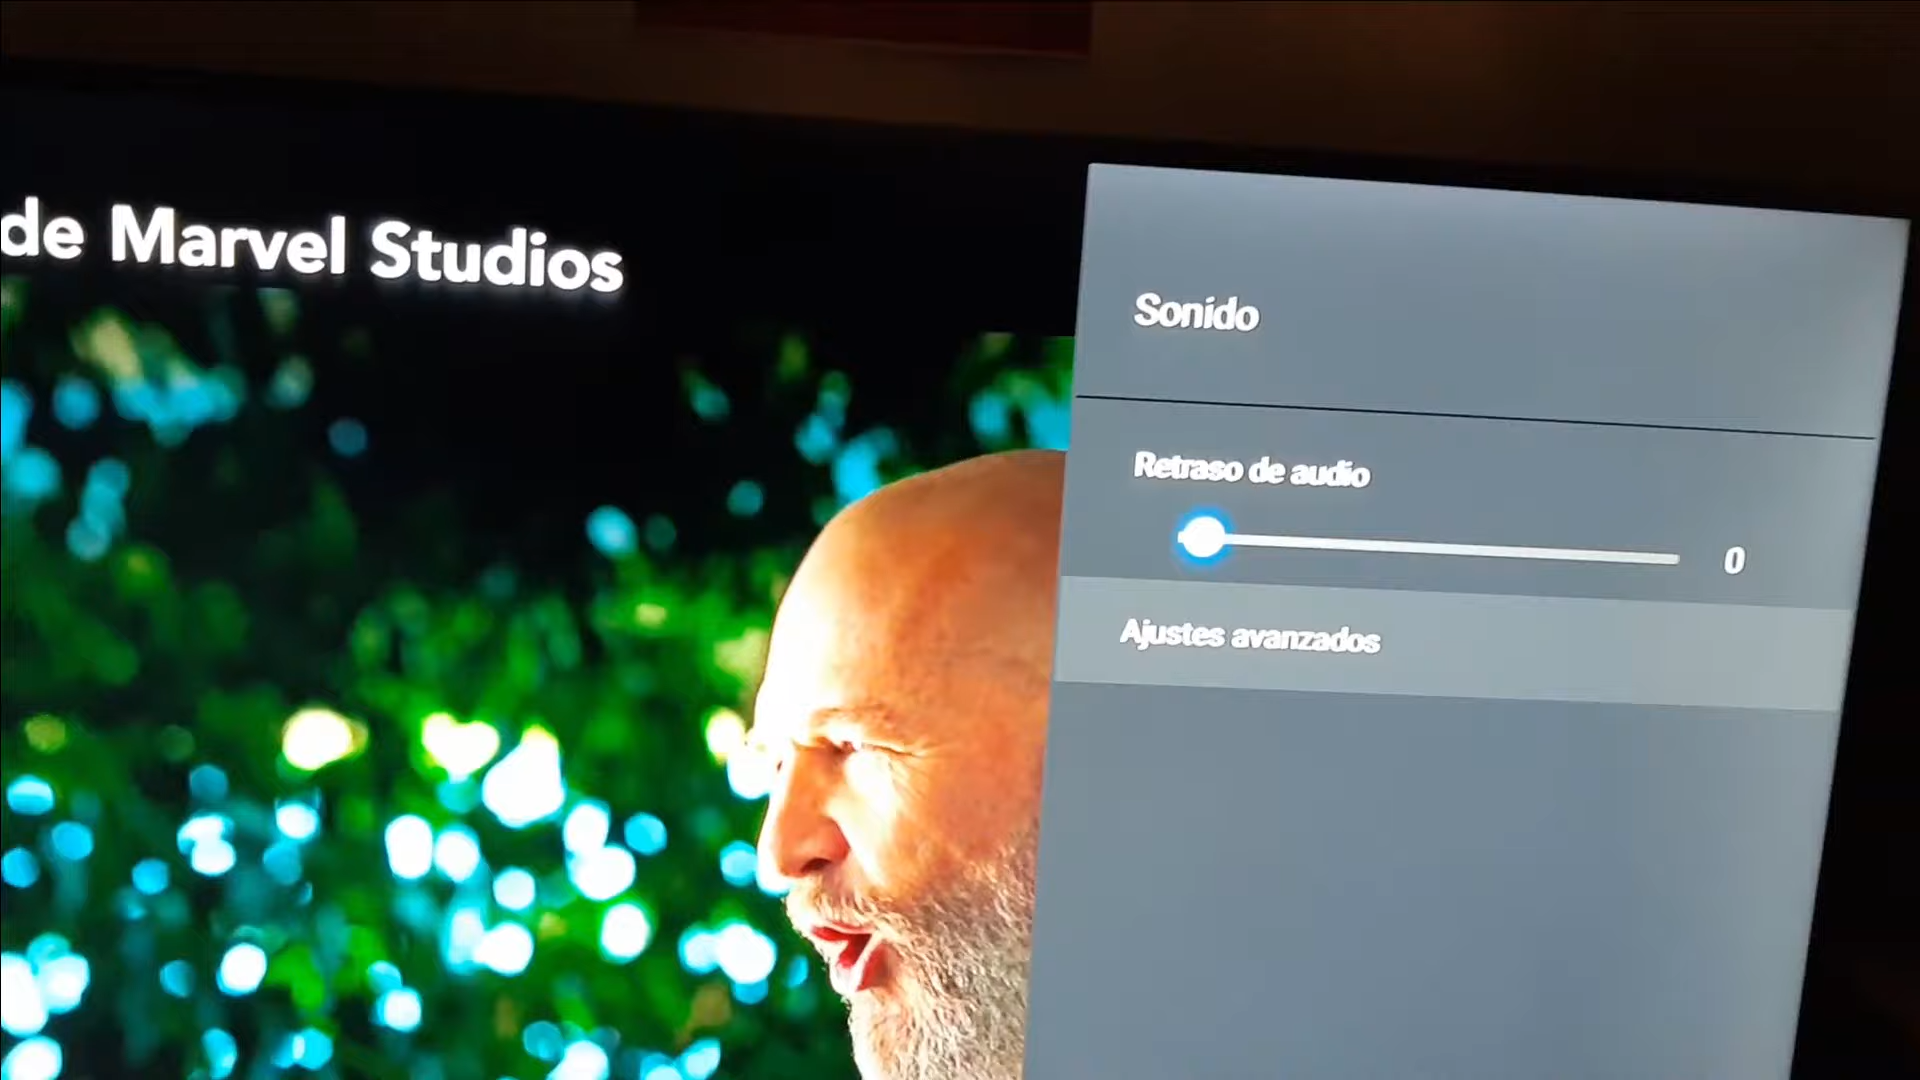 de Marvel Studios
Sonido
Retraso de audio
0
Ajustes avanzados